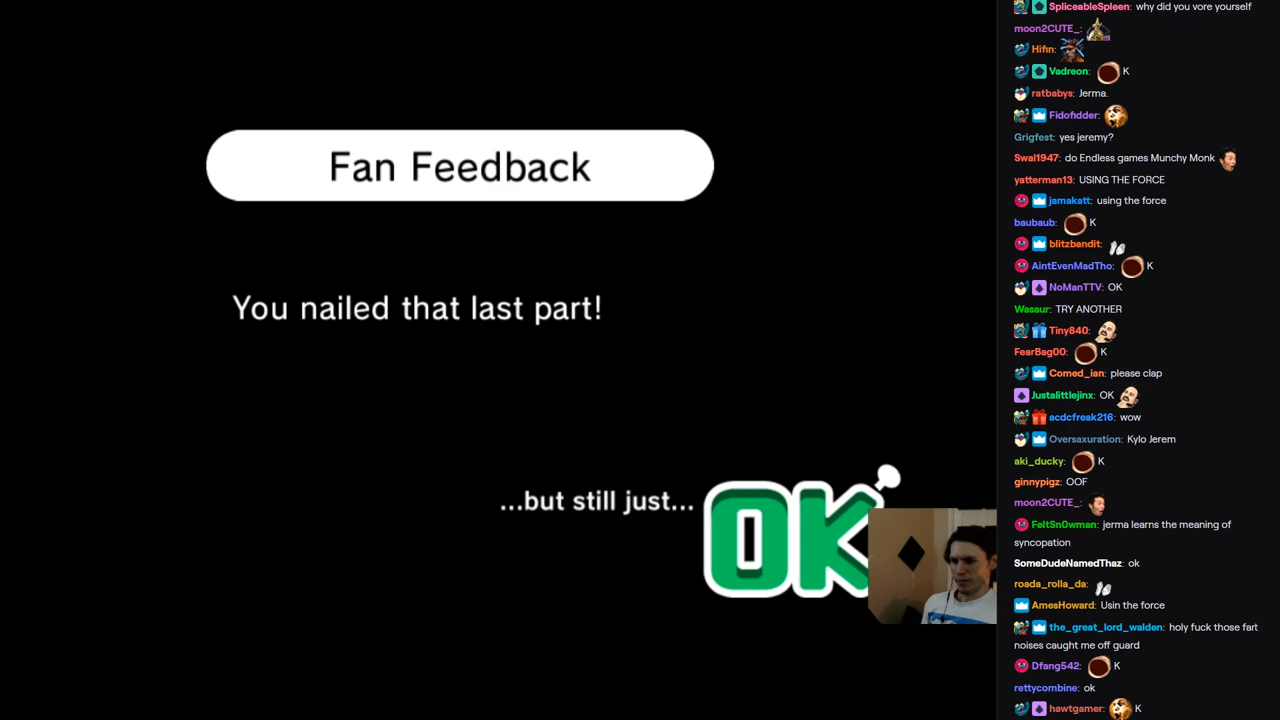 Fan Feedback
You nailed that last part!
...but still just...
OK
SpliceableSpleen: why did you vore yourself
moon2CUTE_:
Hifin:
Vadreon: K
ratbabys: Jerma.
Fidofidder:
Grigfest: yes jeremy?
Swal1947: do Endless games Munchy Monk
yatterman13: USING THE FORCE
jamakatt: using the force
baubaub: K
blitzbandit:
AintEvenMadTho: K
NoManTTV: OK
Wasaur: TRY ANOTHER
Tiny840:
FearBag00: K
Comed_ian: please clap
Justalittlejinx: OK
acdcfreak216: wow
Oversaxuration: Kylo Jerem
aki_ducky: K
ginnypigz: OOF
moon2CUTE_:
FeltSn0wman: jerma learns the meaning of
syncopation
SomeDudeNamedThaz: ok
roada_rolla_da:
AmesHoward: Usin the force
the_great_lord_walden: holy fuck those fart
noises caught me off guard
Dfang542: K
rettycombine: ok
hawtgamer: K